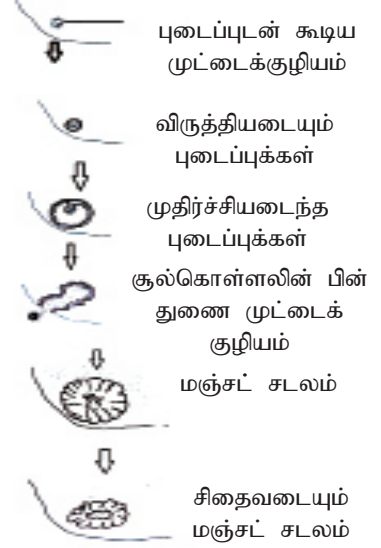 புடைப்புடன் கூடிய
முட்டைக்குழியம்
விருத்தியடையும்
புடைப்புக்கள்
முதிர்ச்சியடைந்த
புடைப்புக்கள்
சூல்கொள்ளலின் பின்
துணை முட்டைக்
குழியம்
மஞ்சட் சடலம்
சிதைவடையும்
மஞ்சட் சடலம்